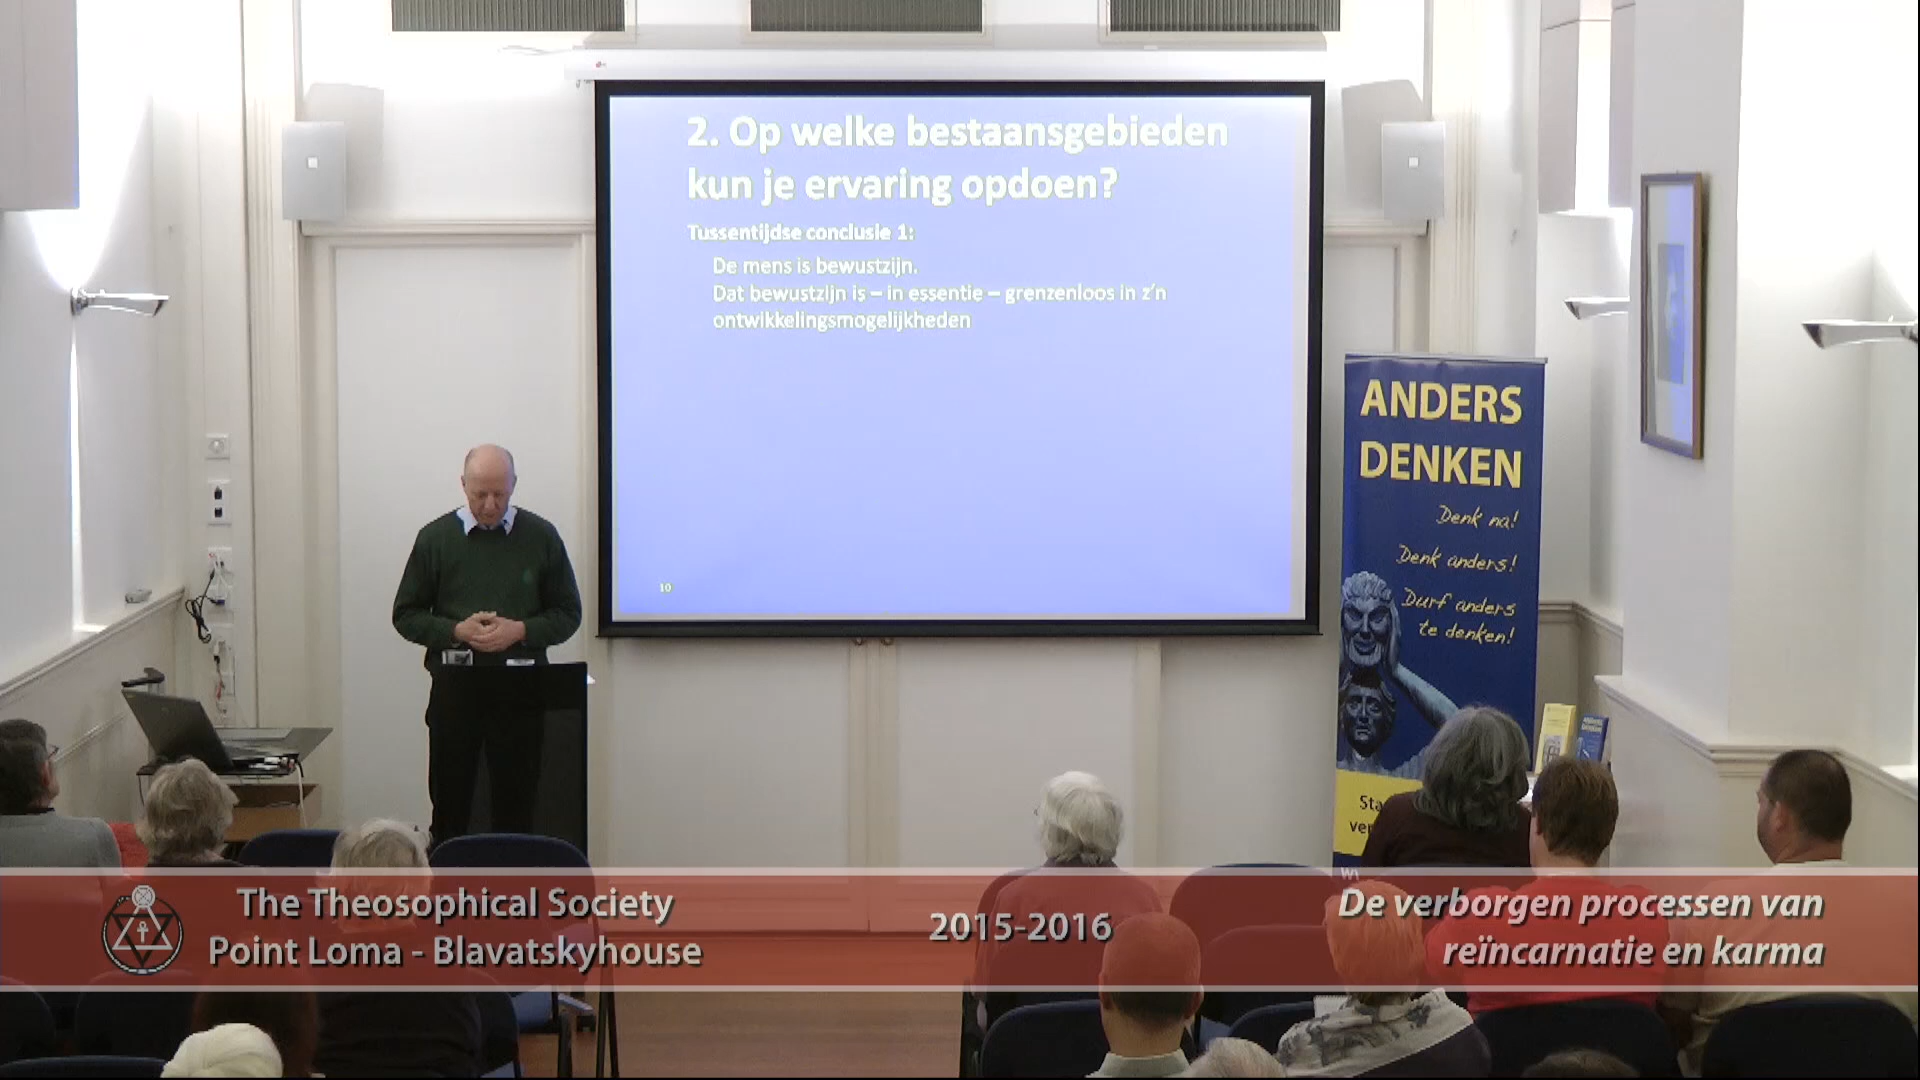 2. Op welke bestaansgebieden
kun je ervaring opdoen?
Tussentijdse conclusie 1:
De mens is bewustzijn.
Dat bewustzijn is – in essentie – grenzenloos in z'n
ontwikkelingsmogelijkheden
10
ANDERS
DENKEN
Denk na!
Denk anders!
Durf anders
te denken!
ANDERS
DENKEN
The Theosophical Society
Point Loma - Blavatskyhouse
2015-2016
De verborgen processen van
reïncarnatie en karma